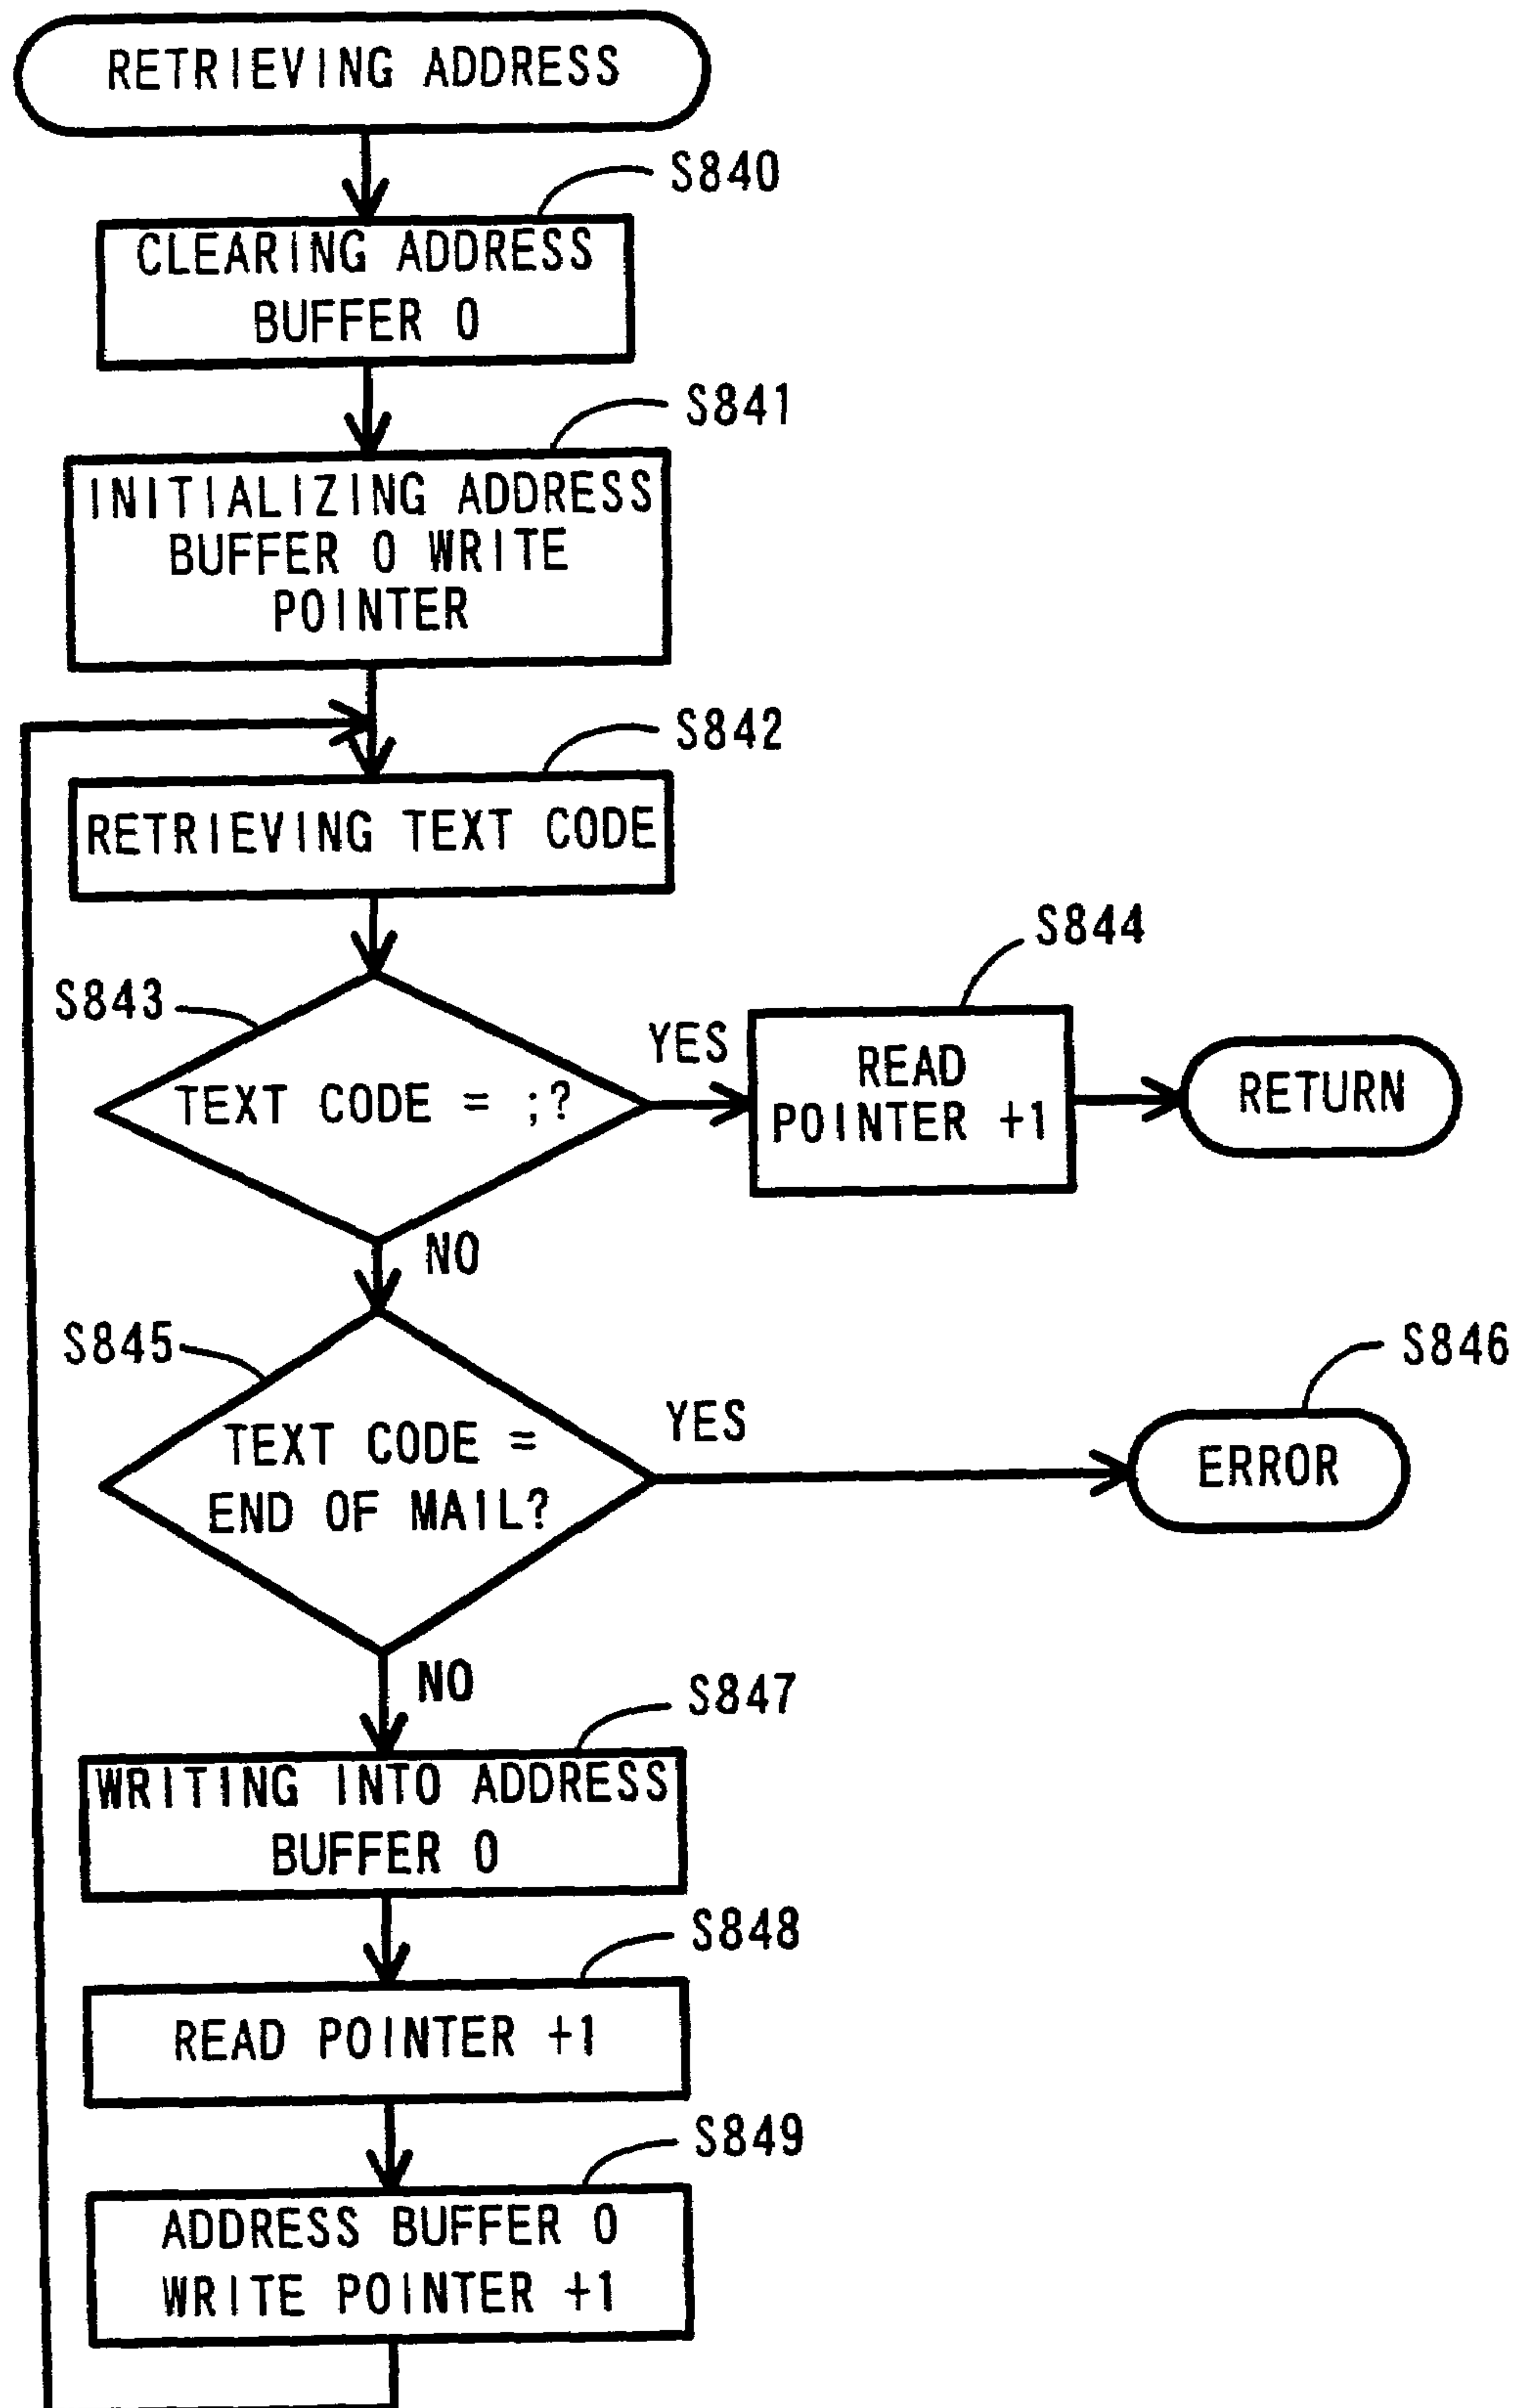 RETRIEVING ADDRESS
S840
CLEARING ADDRESS
BUFFER 0
S841
INITIALIZING ADDRESS
BUFFER 0 WRITE
POINTER
S842
RETRIEVING TEXT CODE
S843
TEXT CODE = ;?
YES
S844
READ
POINTER +1
RETURN
NO
S845
TEXT CODE =
END OF MAIL?
YES
S846
ERROR
NO
S847
WRITING INTO ADDRESS
BUFFER 0
S848
READ POINTER +1
S849
ADDRESS BUFFER 0
WRITE POINTER +1